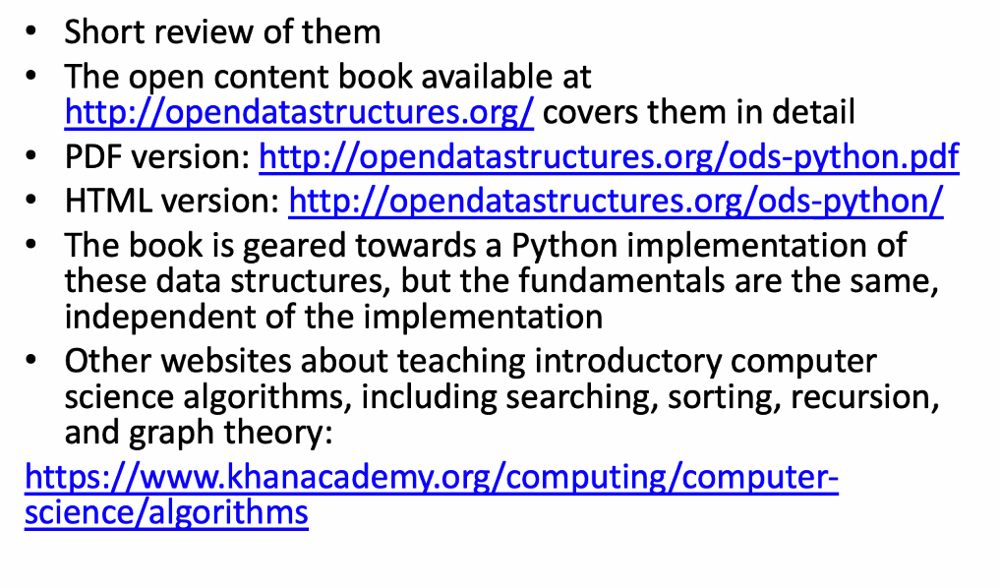 • Short review of them
• The open content book available at
http://opendatastructures.org/ covers them in detail
• PDF version: http://opendatastructures.org/ods-python.pdf
• HTML version: http://opendatastructures.org/ods-python/
• The book is geared towards a Python implementation of
these data structures, but the fundamentals are the same,
independent of the implementation
• Other websites about teaching introductory computer
science algorithms, including searching, sorting, recursion,
and graph theory:
https://www.khanacademy.org/computing/computer-
science/algorithms